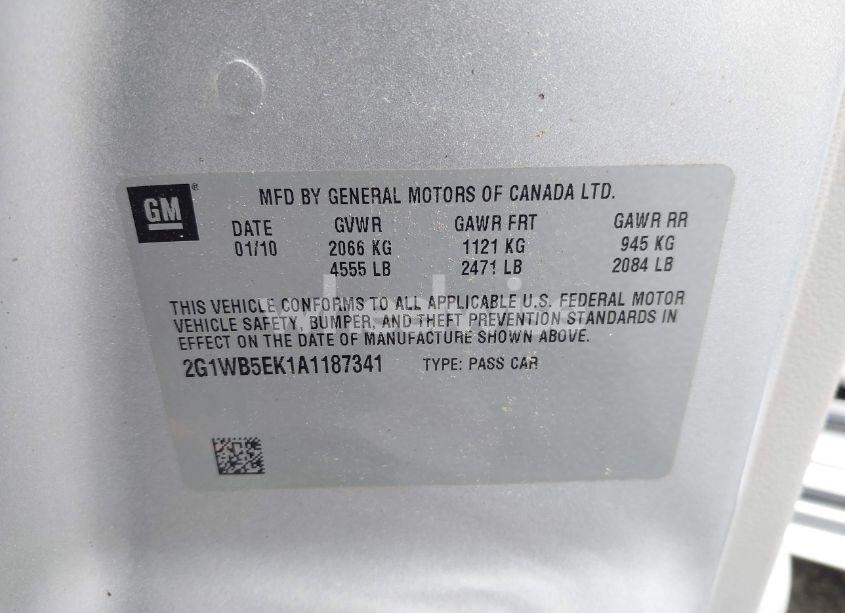 GM ®
MFD BY GENERAL MOTORS OF CANADA LTD.
DATE GVWR GAWR FRT GAWR RR
01/10 2066 KG 1121 KG 945 KG
4555 LB 2471 LB 2084 LB
THIS VEHICLE CONFORMS TO ALL APPLICABLE U.S. FEDERAL MOTOR
VEHICLE SAFETY, BUMPER, AND THEFT PREVENTION STANDARDS IN
EFFECT ON THE DATE OF MANUFACTURE SHOWN ABOVE.
2G1WB5EK1A1187341 TYPE: PASS CAR